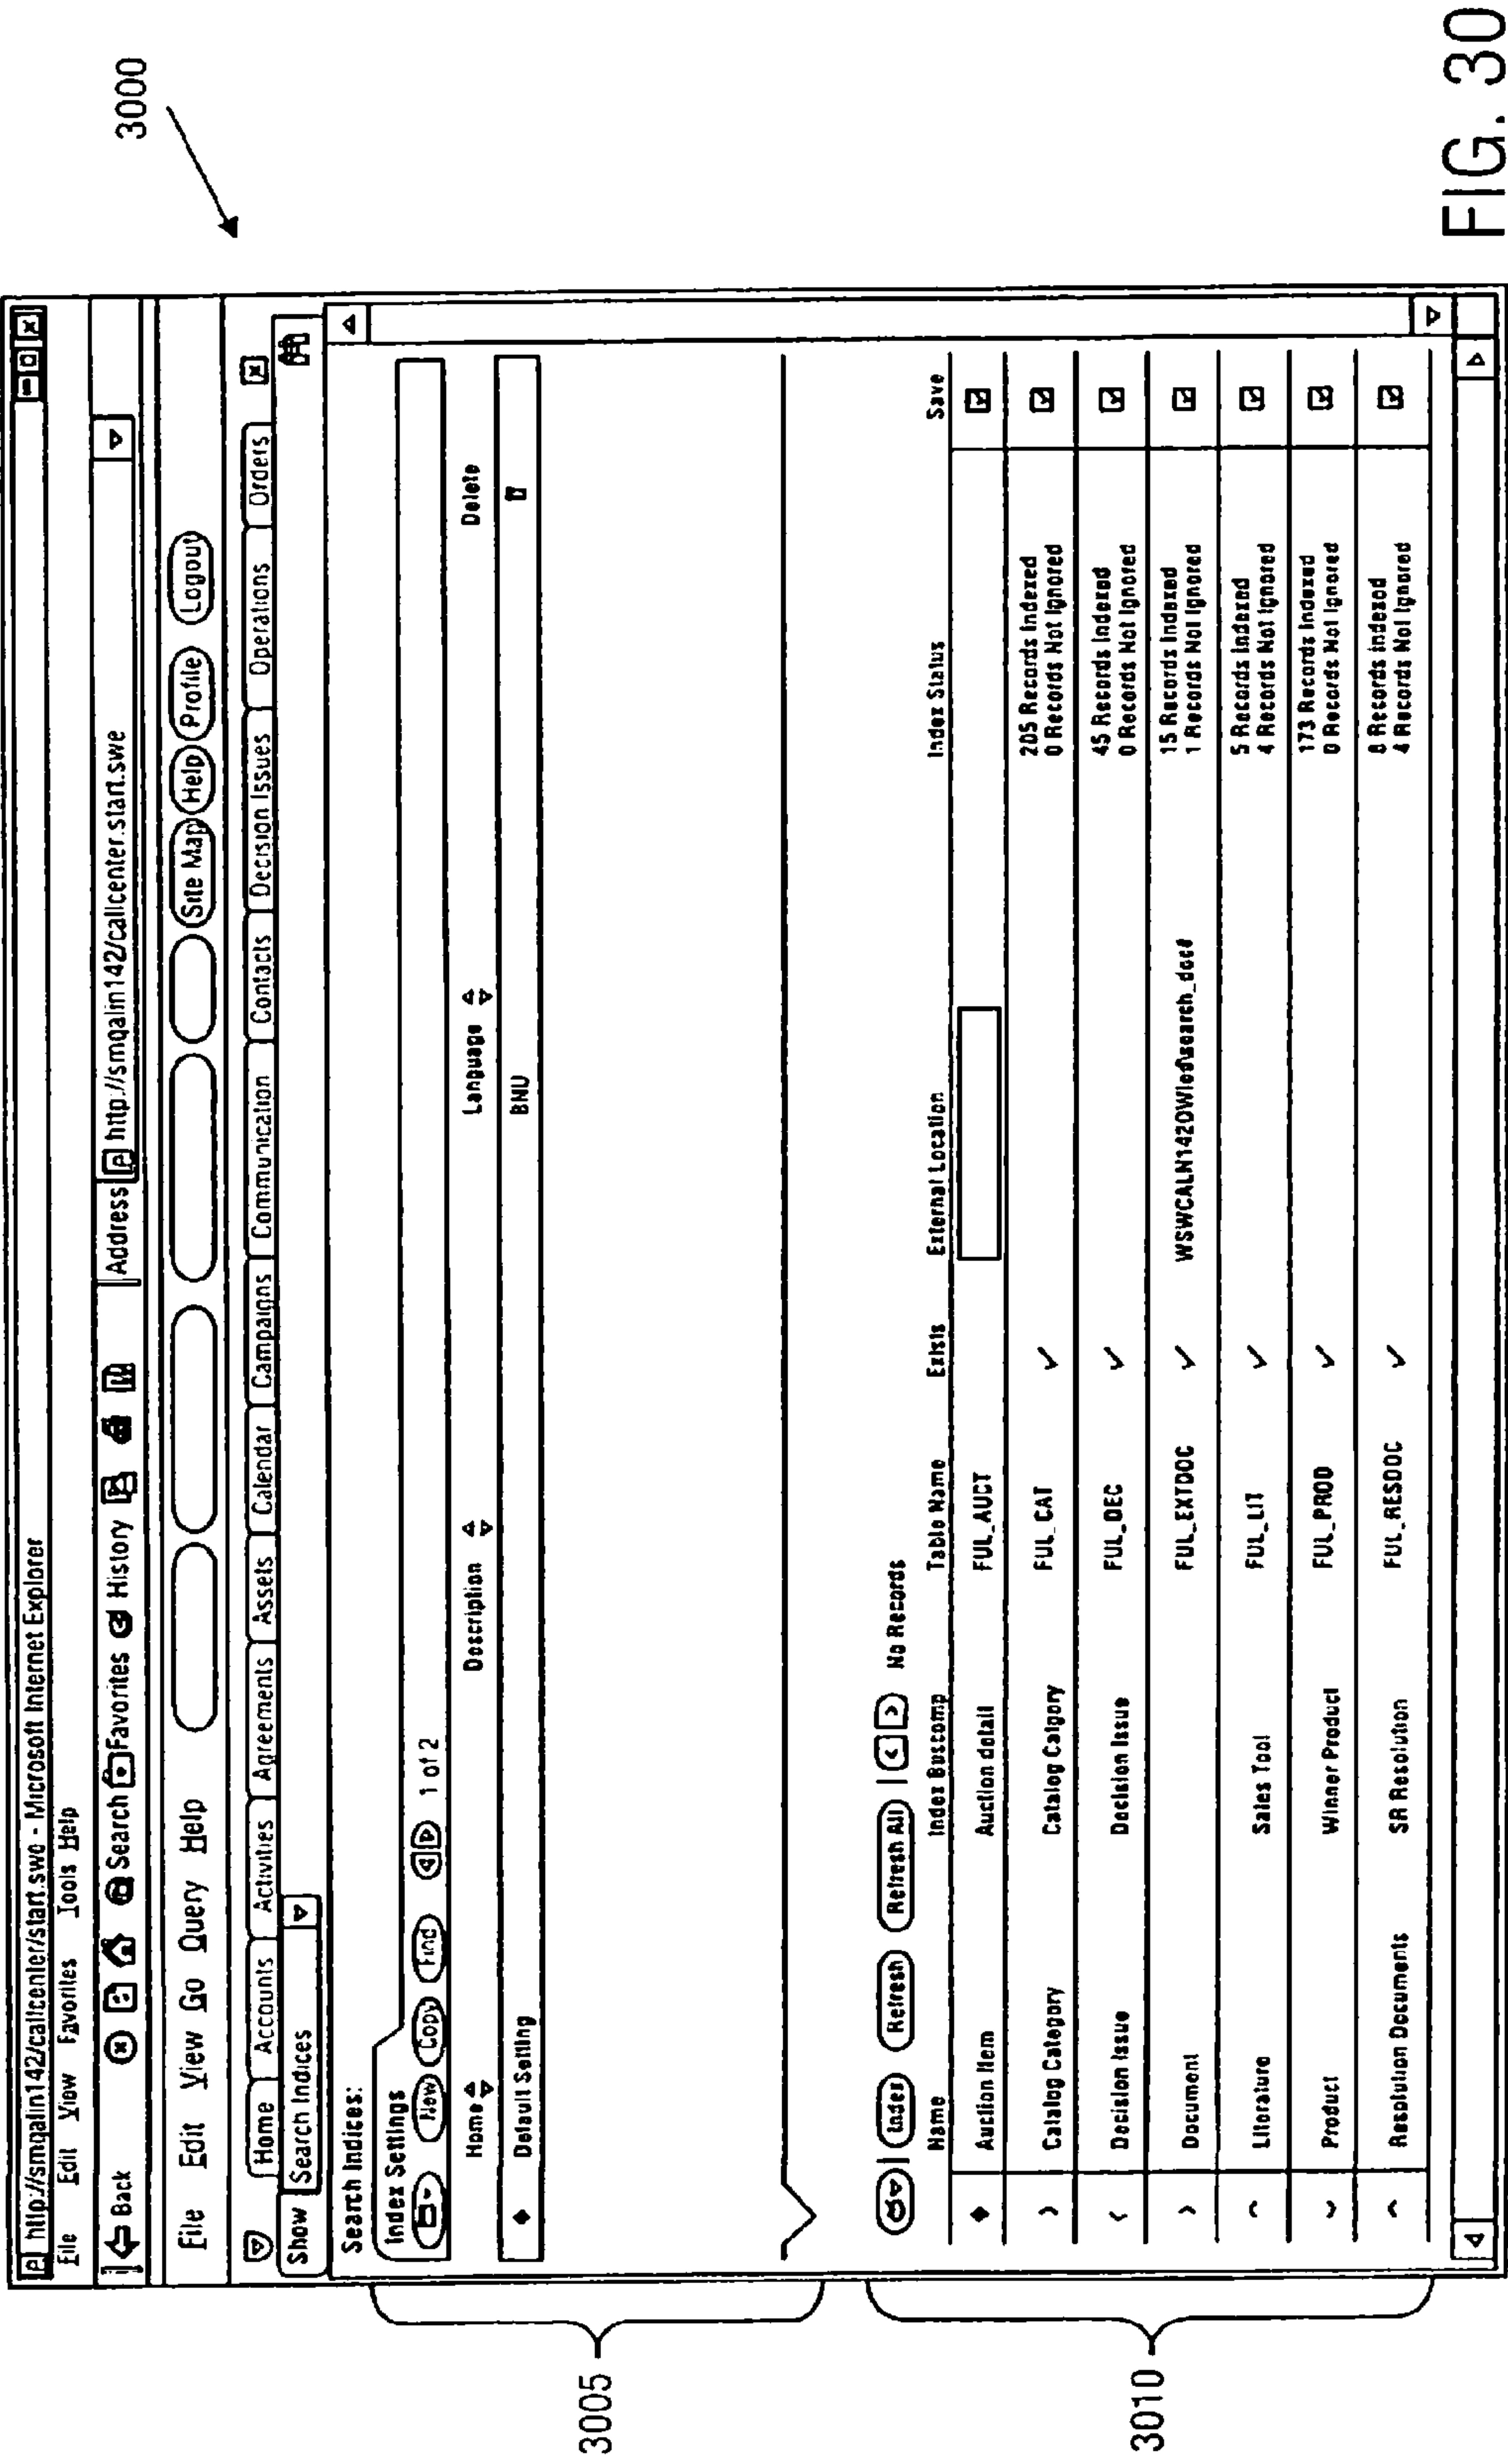 3000
http://smqalin142/callcenter/start.swe - Microsoft Internet Explorer
File Edit View Favorites Tools Help
Back Search Favorites History Address http://smqalin142/callcenter.start.swe
File Edit View Go Query Help Site Map Help Profile Logout
Home Accounts Activities Agreements Assets Calendar Campaigns Communication Contacts Decision Issues Operations Orders
Show Search Indices
Search Indices:
Index Settings
New Copy Find 1 of 2
Home Description Language Delete
Default Setting BNU
3005
Index Refresh Refresh All No Records
Name Index Buscomp Table Name Exists External Location Index Status Save
Auction Item Auction detail FUL_AUCT
Catalog Category Catalog Calgory FUL_CAT 205 Records Indexed
0 Records Not Ignored
Decision Issue Decision Issue FUL_DEC 45 Records Indexed
0 Records Not Ignored
Document FUL_EXTDOC WSWCALN142OWled\search_doc# 15 Records Indexed
1 Records Not Ignored
Literature Sales Tool FUL_LIT 5 Records Indexed
4 Records Not Ignored
Product Winner Product FUL_PROD 173 Records Indexed
0 Records Not Ignored
Resolution Documents SR Resolution FUL_RESDOC 8 Records Indexed
4 Records Not Ignored
3010
FIG. 30